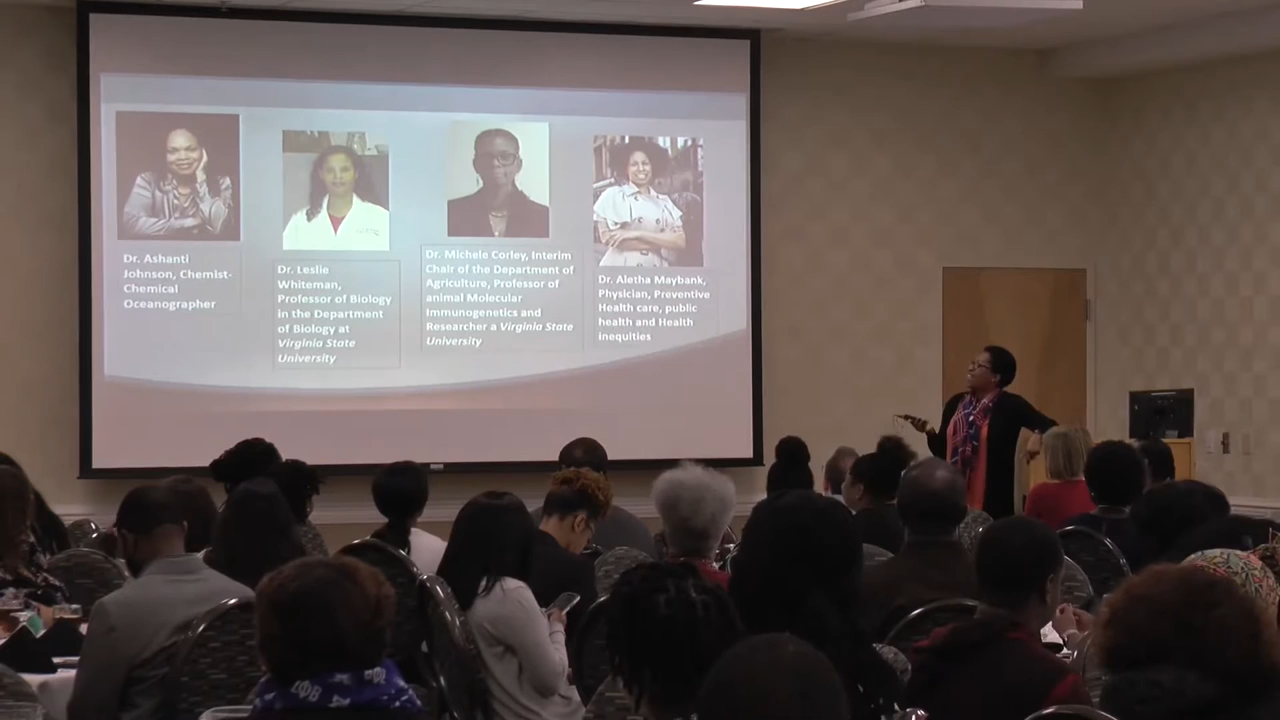 Dr. Ashanti
Johnson, Chemist-
Chemical
Oceanographer
Dr. Leslie
Whiteman,
Professor of Biology
in the Department
of Biology at
Virginia State
University
Dr. Michele Corley, Interim
Chair of the Department of
Agriculture, Professor of
animal Molecular
Immunogenetics and
Researcher a Virginia State
University
Dr. Aletha Maybank,
Physician, Preventive
Health care, public
health and Health
inequities
ΣΦΒ